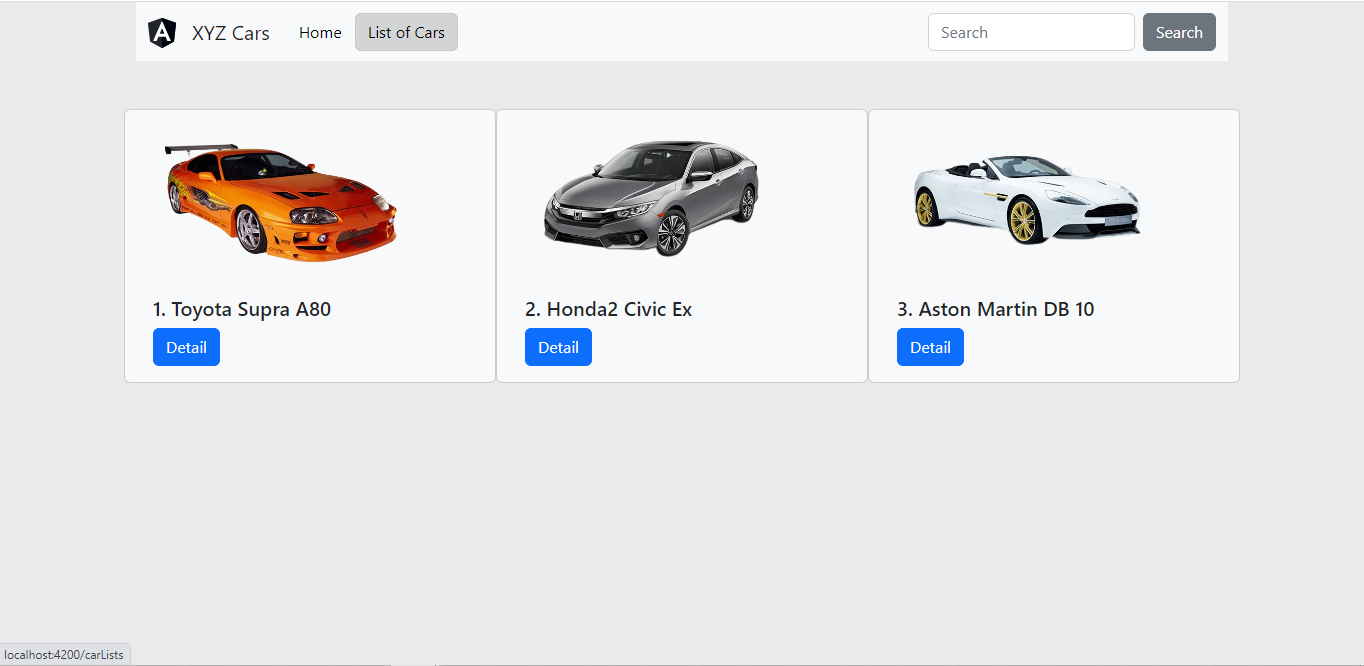 XYZ Cars Home List of Cars Search Search
1. Toyota Supra A80
Detail
2. Honda2 Civic Ex
Detail
3. Aston Martin DB 10
Detail
localhost:4200/carLists